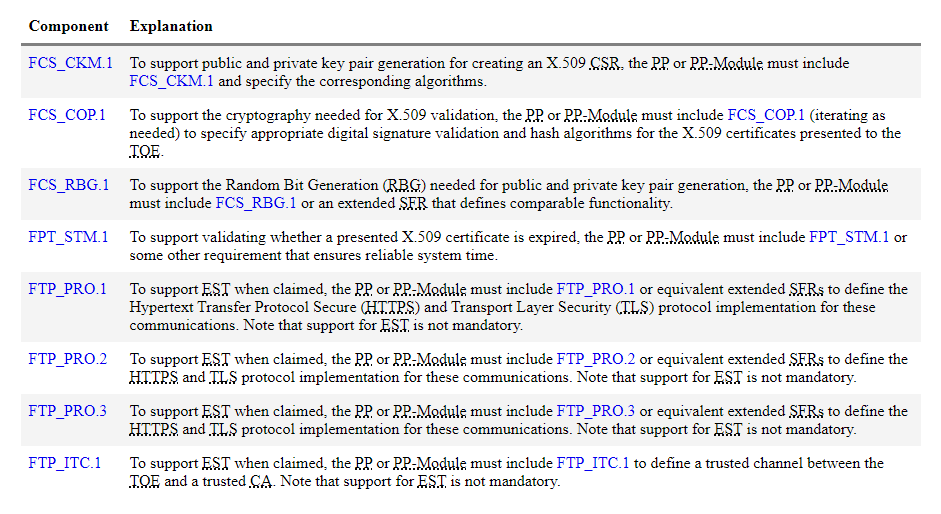 Component Explanation
FCS_CKM.1 To support public and private key pair generation for creating an X.509 CSR, the PP or PP-Module must include
FCS_CKM.1 and specify the corresponding algorithms.
FCS_COP.1 To support the cryptography needed for X.509 validation, the PP or PP-Module must include FCS_COP.1 (iterating as
needed) to specify appropriate digital signature validation and hash algorithms for the X.509 certificates presented to the
TOE.
FCS_RBG.1 To support the Random Bit Generation (RBG) needed for public and private key pair generation, the PP or PP-Module
must include FCS_RBG.1 or an extended SFR that defines comparable functionality.
FPT_STM.1 To support validating whether a presented X.509 certificate is expired, the PP or PP-Module must include FPT_STM.1 or
some other requirement that ensures reliable system time.
FTP_PRO.1 To support EST when claimed, the PP or PP-Module must include FTP_PRO.1 or equivalent extended SFRs to define the
Hypertext Transfer Protocol Secure (HTTPS) and Transport Layer Security (TLS) protocol implementation for these
communications. Note that support for EST is not mandatory.
FTP_PRO.2 To support EST when claimed, the PP or PP-Module must include FTP_PRO.2 or equivalent extended SFRs to define the
HTTPS and TLS protocol implementation for these communications. Note that support for EST is not mandatory.
FTP_PRO.3 To support EST when claimed, the PP or PP-Module must include FTP_PRO.3 or equivalent extended SFRs to define the
HTTPS and TLS protocol implementation for these communications. Note that support for EST is not mandatory.
FTP_ITC.1 To support EST when claimed, the PP or PP-Module must include FTP_ITC.1 to define a trusted channel between the
TOE and a trusted CA. Note that support for EST is not mandatory.